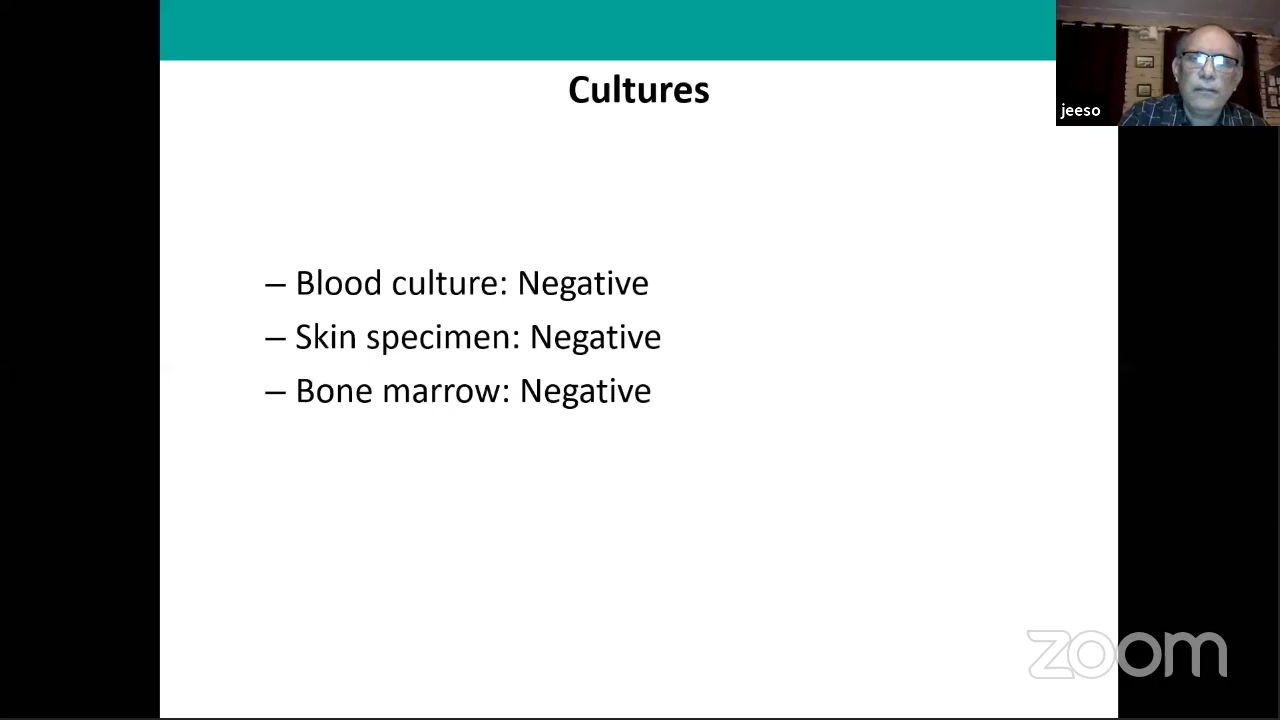 Cultures
jeeso
– Blood culture: Negative
– Skin specimen: Negative
– Bone marrow: Negative
zoom